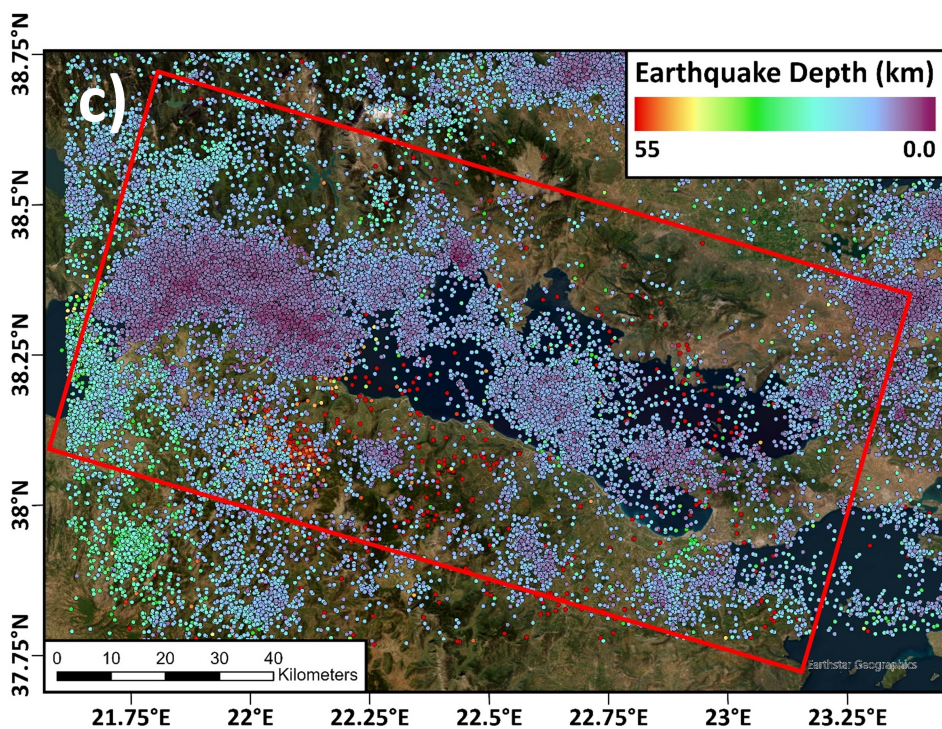 c)
Earthquake Depth (km)
55 0.0
38.75°N
38.5°N
38.25°N
38°N
37.75°N
0 10 20 30 40
Kilometers
Earthstar Geographics
21.75°E 22°E 22.25°E 22.5°E 22.75°E 23°E 23.25°E